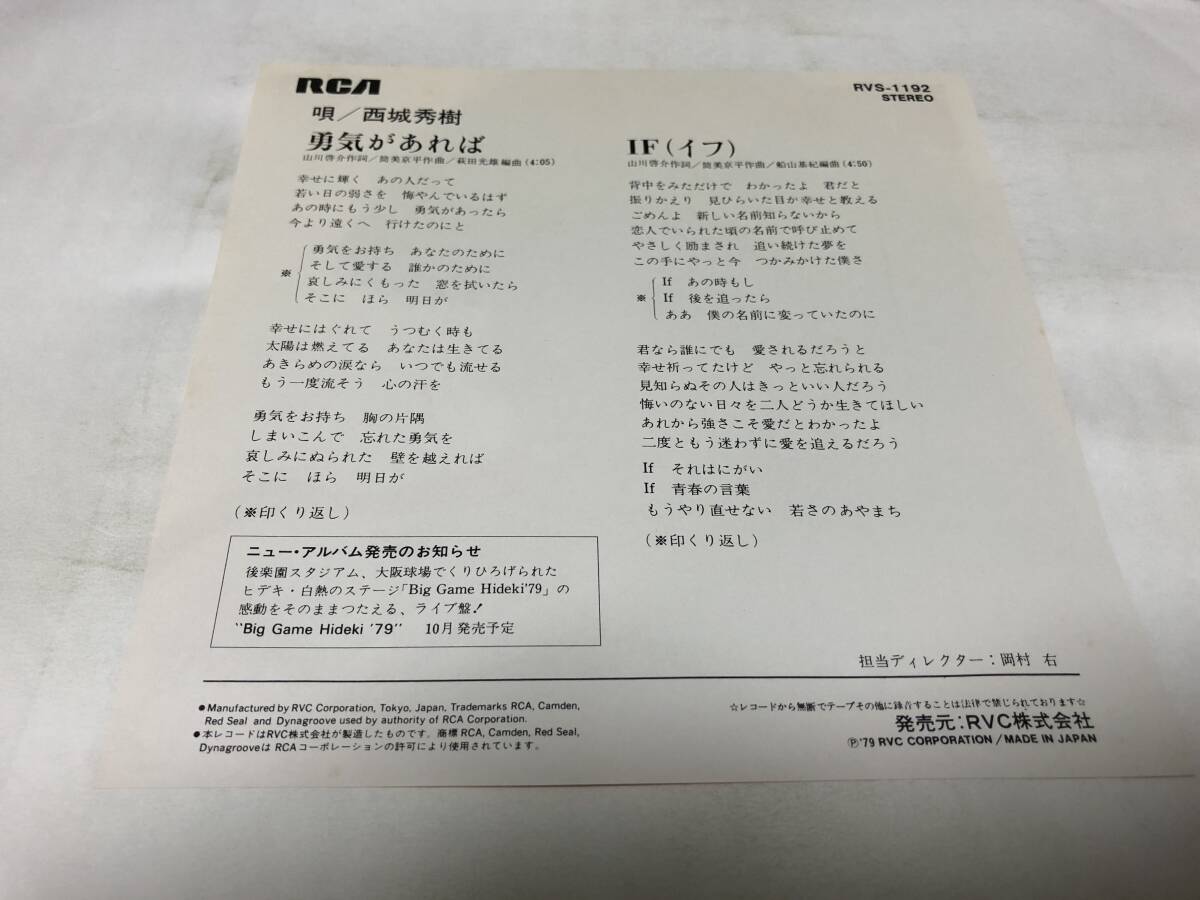 RCA
RVS-1192
STEREO
唄／西城秀樹
勇気があれば
山川啓介作詞／筒美京平作曲／萩田光雄編曲(4:05)
幸せに輝く あの人だって
若い日の弱さを 悔やんでいるはず
あの時にもう少し 勇気があったら
今より遠くへ 行けたのにと
勇気をお持ち あなたのために
そして愛する 誰かのために
※
哀しみにくもった 窓を拭いたら
そこに ほら 明日が
幸せにはぐれて うつむく時も
太陽は燃えてる あなたは生きてる
あきらめの涙なら いつでも流せる
もう一度流そう 心の汗を
勇気をお持ち 胸の片隅
しまいこんで 忘れた勇気を
哀しみにぬられた 壁を越えれば
そこに ほら 明日が
(※印くり返し)
ニュー・アルバム発売のお知らせ
後楽園スタジアム、大阪球場でくりひろげられた
ヒデキ・白熱のステージ「Big Game Hideki'79」の
感動をそのままつたえる、ライブ盤!
"Big Game Hideki '79" 10月発売予定
IF(イフ)
山川啓介作詞／筒美京平作曲／船山基紀編曲(4:50)
背中をみただけで わかったよ 君だと
振りかえり 見ひらいた目が幸せと教える
ごめんよ 新しい名前知らないから
恋人でいられた頃の名前で呼び止めて
やさしく励まされ 追い続けた夢を
この手にやっと今 つかみかけた僕さ
If あの時もし
※ If 後を追ったら
ああ 僕の名前に変っていたのに
君なら誰にでも 愛されるだろうと
幸せ祈ってたけど やっと忘れられる
見知らぬその人はきっといい人だろう
悔いのない日々を二人どうか生きてほしい
あれから強さこそ愛だとわかったよ
二度ともう迷わずに愛を追えるだろう
If それはにがい
If 青春の言葉
もうやり直せない 若さのあやまち
(※印くり返し)
担当ディレクター：岡村 右
●Manufactured by RVC Corporation, Tokyo, Japan, Trademarks RCA, Camden,
Red Seal and Dynagroove used by authority of RCA Corporation.
●本レコードはRVC株式会社が製造したものです。商標RCA, Camden, Red Seal,
DynagrooveはRCAコーポレーションの許可により使用されています。
☆レコードから無断でテープその他に録音することは法律で禁じられております☆
発売元：RVC株式会社
Ⓟ'79 RVC CORPORATION/MADE IN JAPAN